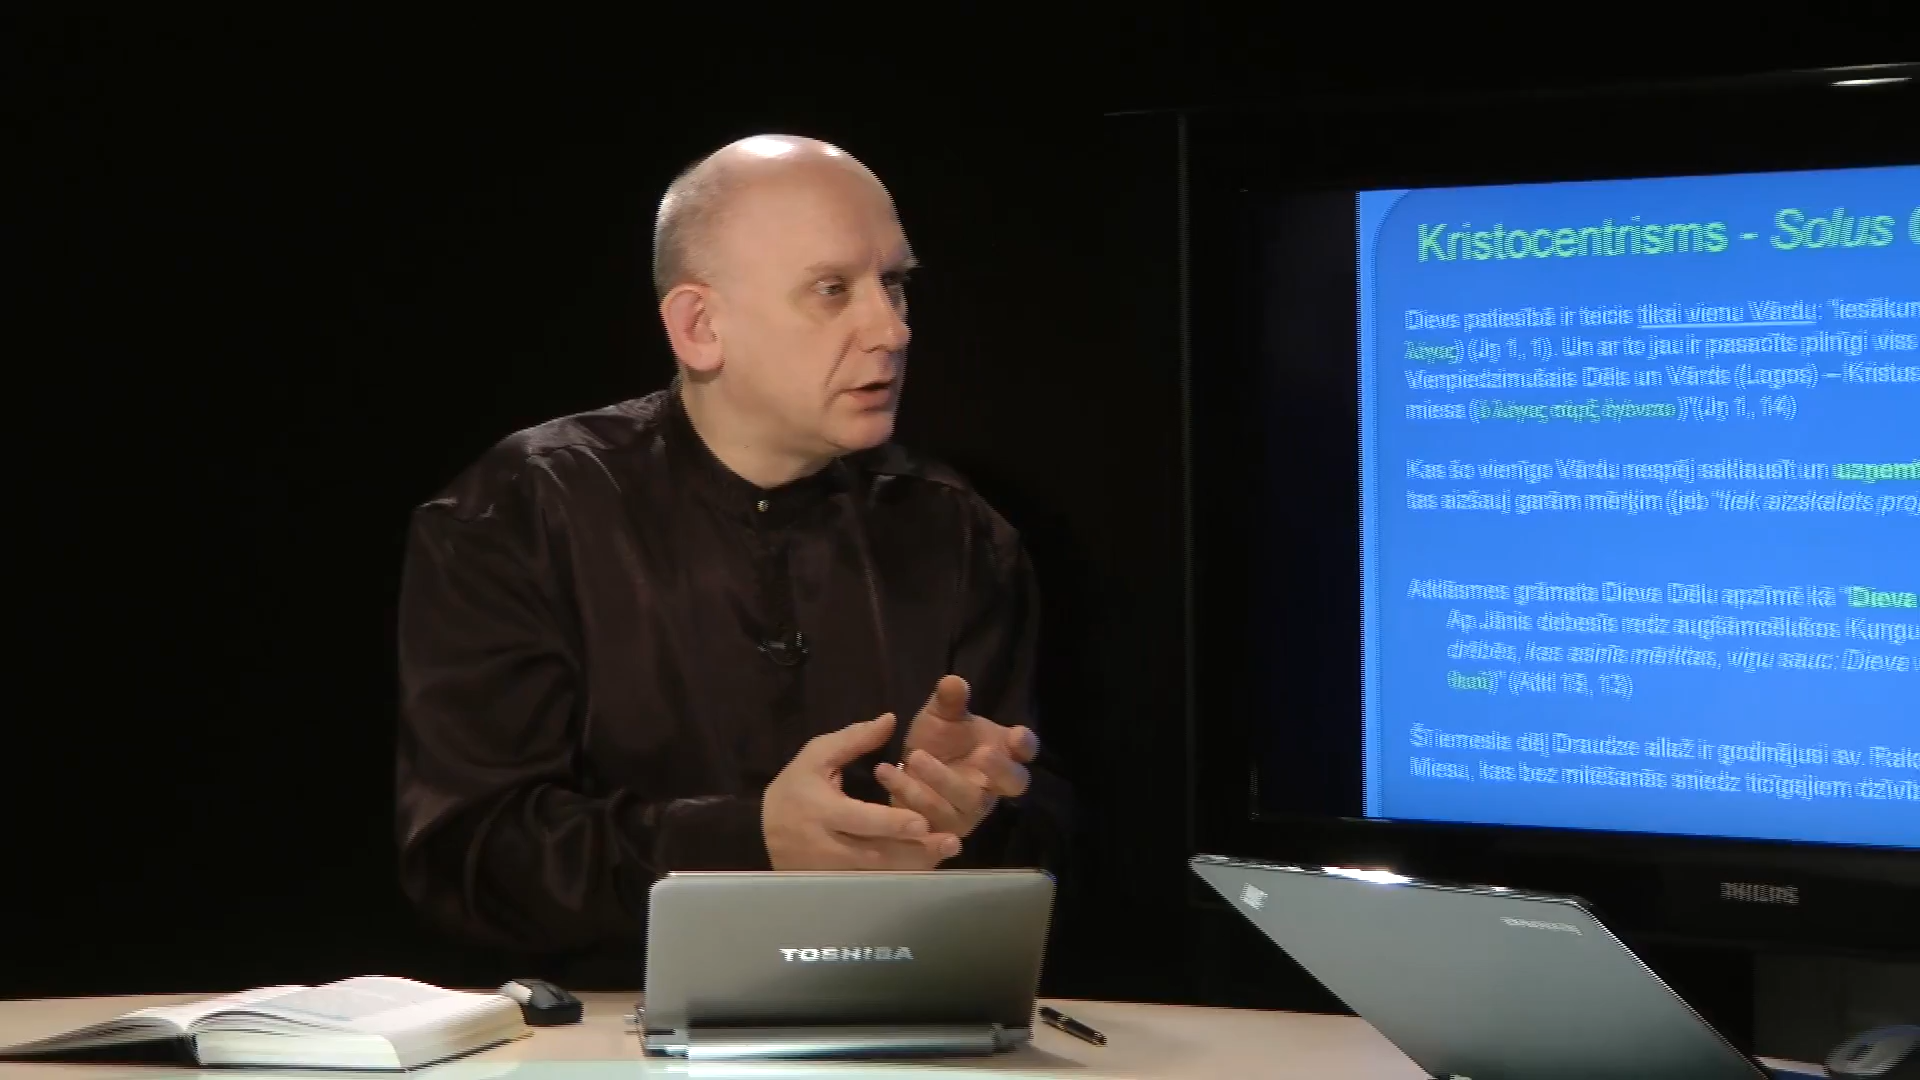 Kristocentrisms - Solus
Dievs patiesībā ir teicis tikai vienu Vārdu: "Iesākum
λόγος) (Jņ 1, 1). Un ar to jau ir pasacīts pilnīgi viss
Vienpiedzimušais Dēls un Vārds (Logos) – Kristus
miesa (ὁ λόγος σὰρξ ἐγένετο)"(Jņ 1, 14)
Kas šo vienīgo Vārdu nespēj saklausīt un uzņemt
tas aizšauj garām mērķim (jeb "tiek aizskalots
Atklāsmes grāmata Dieva Dēlu apzīmē kā "Dieva
Ap.Jānis debesīs redz augšāmcēlušos Kungu
drēbēs, kas asinīs mērktas, viņu sauc: Dieva
θεοῦ)" (Atkl 19, 13)
Šī iemesla dēļ Draudze allaž ir godinājusi sv. Rak
Miesu, kas bez mitēšanās sniedz ticīgajiem dzīvīb
PHILIPS
TOSHIBA